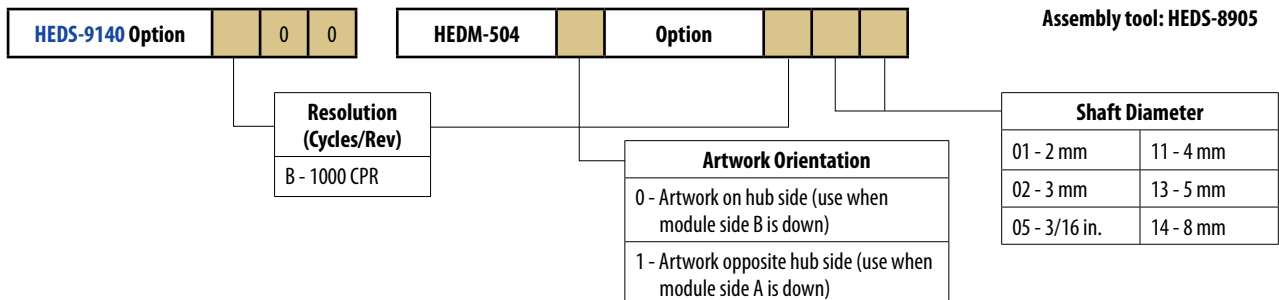 HEDS-9140 Option 0 0
HEDM-504 Option
Assembly tool: HEDS-8905
Resolution
(Cycles/Rev)
B - 1000 CPR
Artwork Orientation
0 - Artwork on hub side (use when
module side B is down)
1 - Artwork opposite hub side (use when
module side A is down)
Shaft Diameter
01 - 2 mm 11 - 4 mm
02 - 3 mm 13 - 5 mm
05 - 3/16 in. 14 - 8 mm